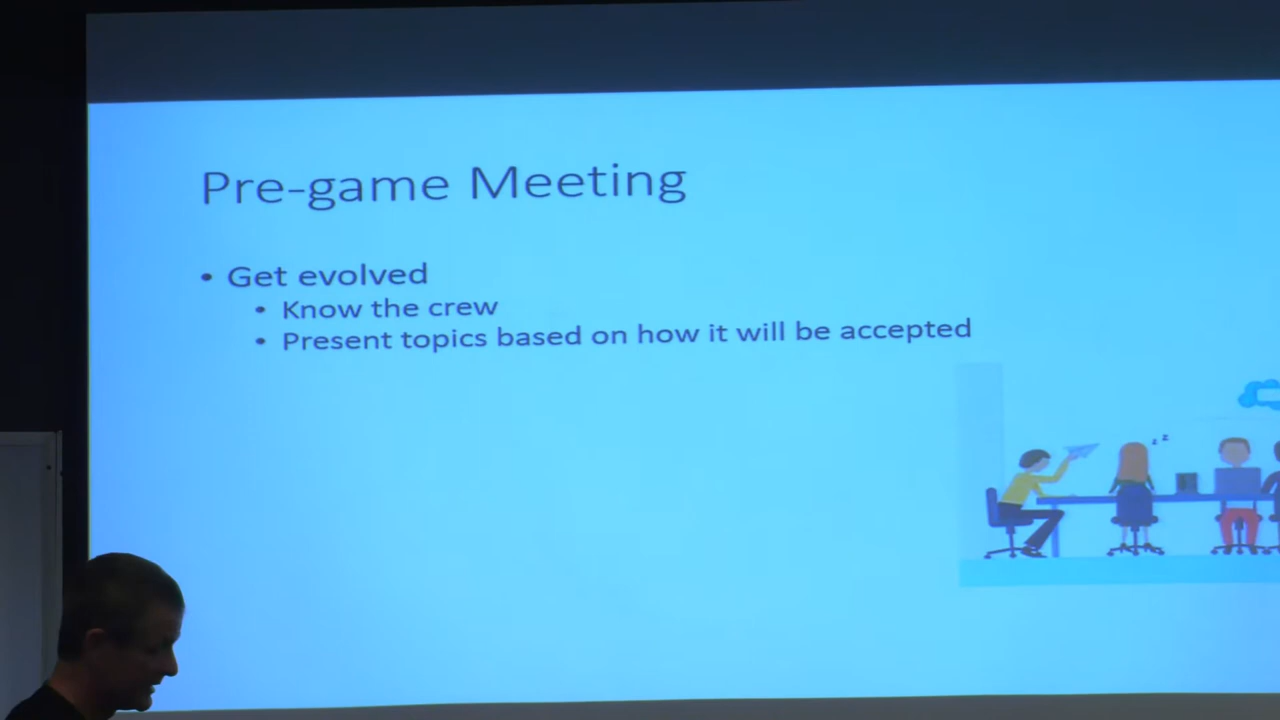 Pre-game Meeting
• Get evolved
• Know the crew
• Present topics based on how it will be accepted
z z